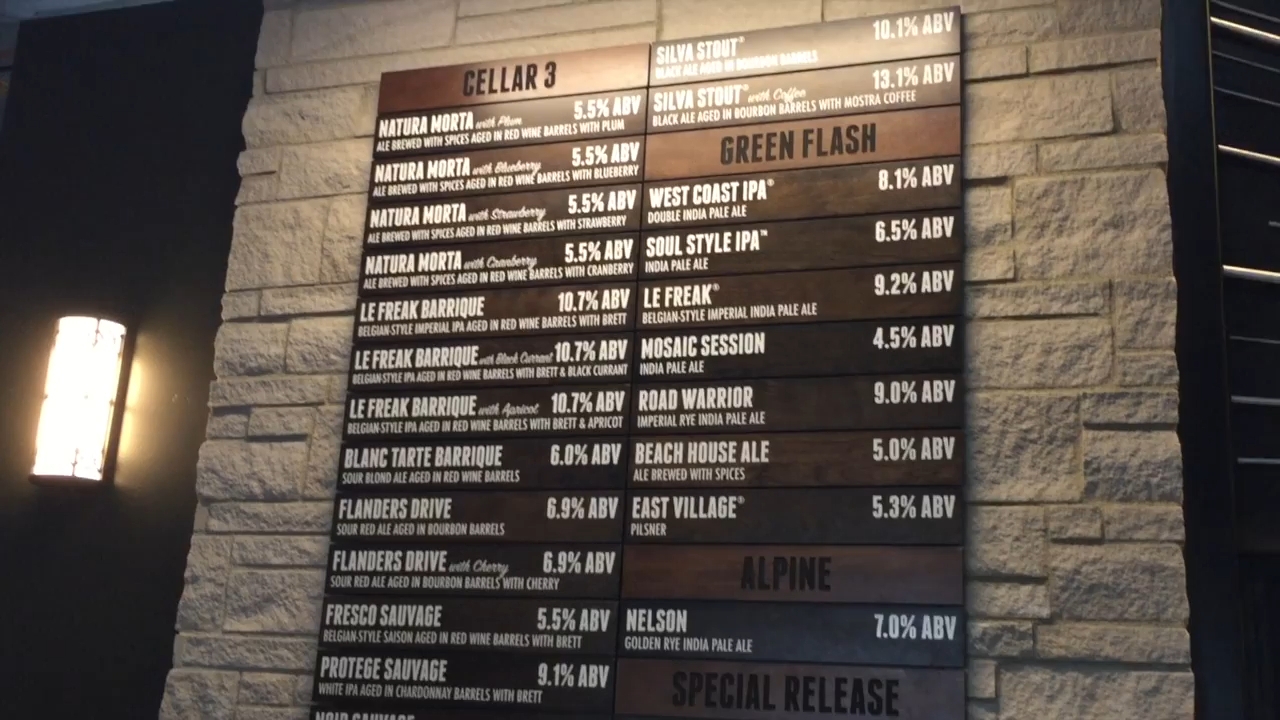 CELLAR 3
NATURA MORTA with Plum 5.5% ABV
ALE BREWED WITH SPICES AGED IN RED WINE BARRELS WITH PLUM
NATURA MORTA with Blueberry 5.5% ABV
ALE BREWED WITH SPICES AGED IN RED WINE BARRELS WITH BLUEBERRY
NATURA MORTA with Strawberry 5.5% ABV
ALE BREWED WITH SPICES AGED IN RED WINE BARRELS WITH STRAWBERRY
NATURA MORTA with Cranberry 5.5% ABV
ALE BREWED WITH SPICES AGED IN RED WINE BARRELS WITH CRANBERRY
LE FREAK BARRIQUE 10.7% ABV
BELGIAN-STYLE IMPERIAL IPA AGED IN RED WINE BARRELS WITH BRETT
LE FREAK BARRIQUE with Black Currant 10.7% ABV
BELGIAN-STYLE IPA AGED IN RED WINE BARRELS WITH BRETT & BLACK CURRANT
LE FREAK BARRIQUE with Apricot 10.7% ABV
BELGIAN-STYLE IPA AGED IN RED WINE BARRELS WITH BRETT & APRICOT
BLANC TARTE BARRIQUE 6.0% ABV
SOUR BLOND ALE AGED IN RED WINE BARRELS
FLANDERS DRIVE 6.9% ABV
SOUR RED ALE AGED IN BOURBON BARRELS
FLANDERS DRIVE with Cherry 6.9% ABV
SOUR RED ALE AGED IN BOURBON BARRELS WITH CHERRY
FRESCO SAUVAGE 5.5% ABV
BELGIAN-STYLE SAISON AGED IN RED WINE BARRELS WITH BRETT
PROTEGE SAUVAGE 9.1% ABV
WHITE IPA AGED IN CHARDONNAY BARRELS WITH BRETT
NOIR SAUVAGE
SILVA STOUT® 10.1% ABV
BLACK ALE AGED IN BOURBON BARRELS
SILVA STOUT® with Coffee 13.1% ABV
BLACK ALE AGED IN BOURBON BARRELS WITH MOSTRA COFFEE
GREEN FLASH
WEST COAST IPA® 8.1% ABV
DOUBLE INDIA PALE ALE
SOUL STYLE IPA™ 6.5% ABV
INDIA PALE ALE
LE FREAK® 9.2% ABV
BELGIAN-STYLE IMPERIAL INDIA PALE ALE
MOSAIC SESSION 4.5% ABV
INDIA PALE ALE
ROAD WARRIOR 9.0% ABV
IMPERIAL RYE INDIA PALE ALE
BEACH HOUSE ALE 5.0% ABV
ALE BREWED WITH SPICES
EAST VILLAGE® 5.3% ABV
PILSNER
ALPINE
NELSON 7.0% ABV
GOLDEN RYE INDIA PALE ALE
SPECIAL RELEASE